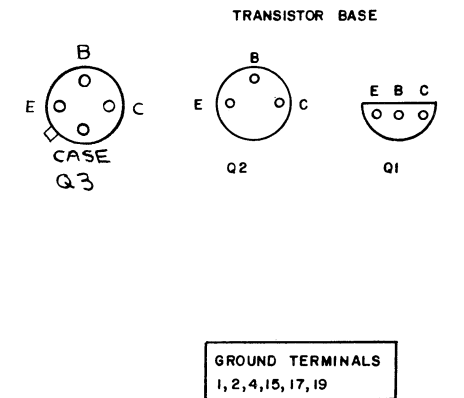 TRANSISTOR BASE
B
E C
CASE
Q3
B
E C
Q2
E B C
Q1
GROUND TERMINALS
1,2,4,15,17,19